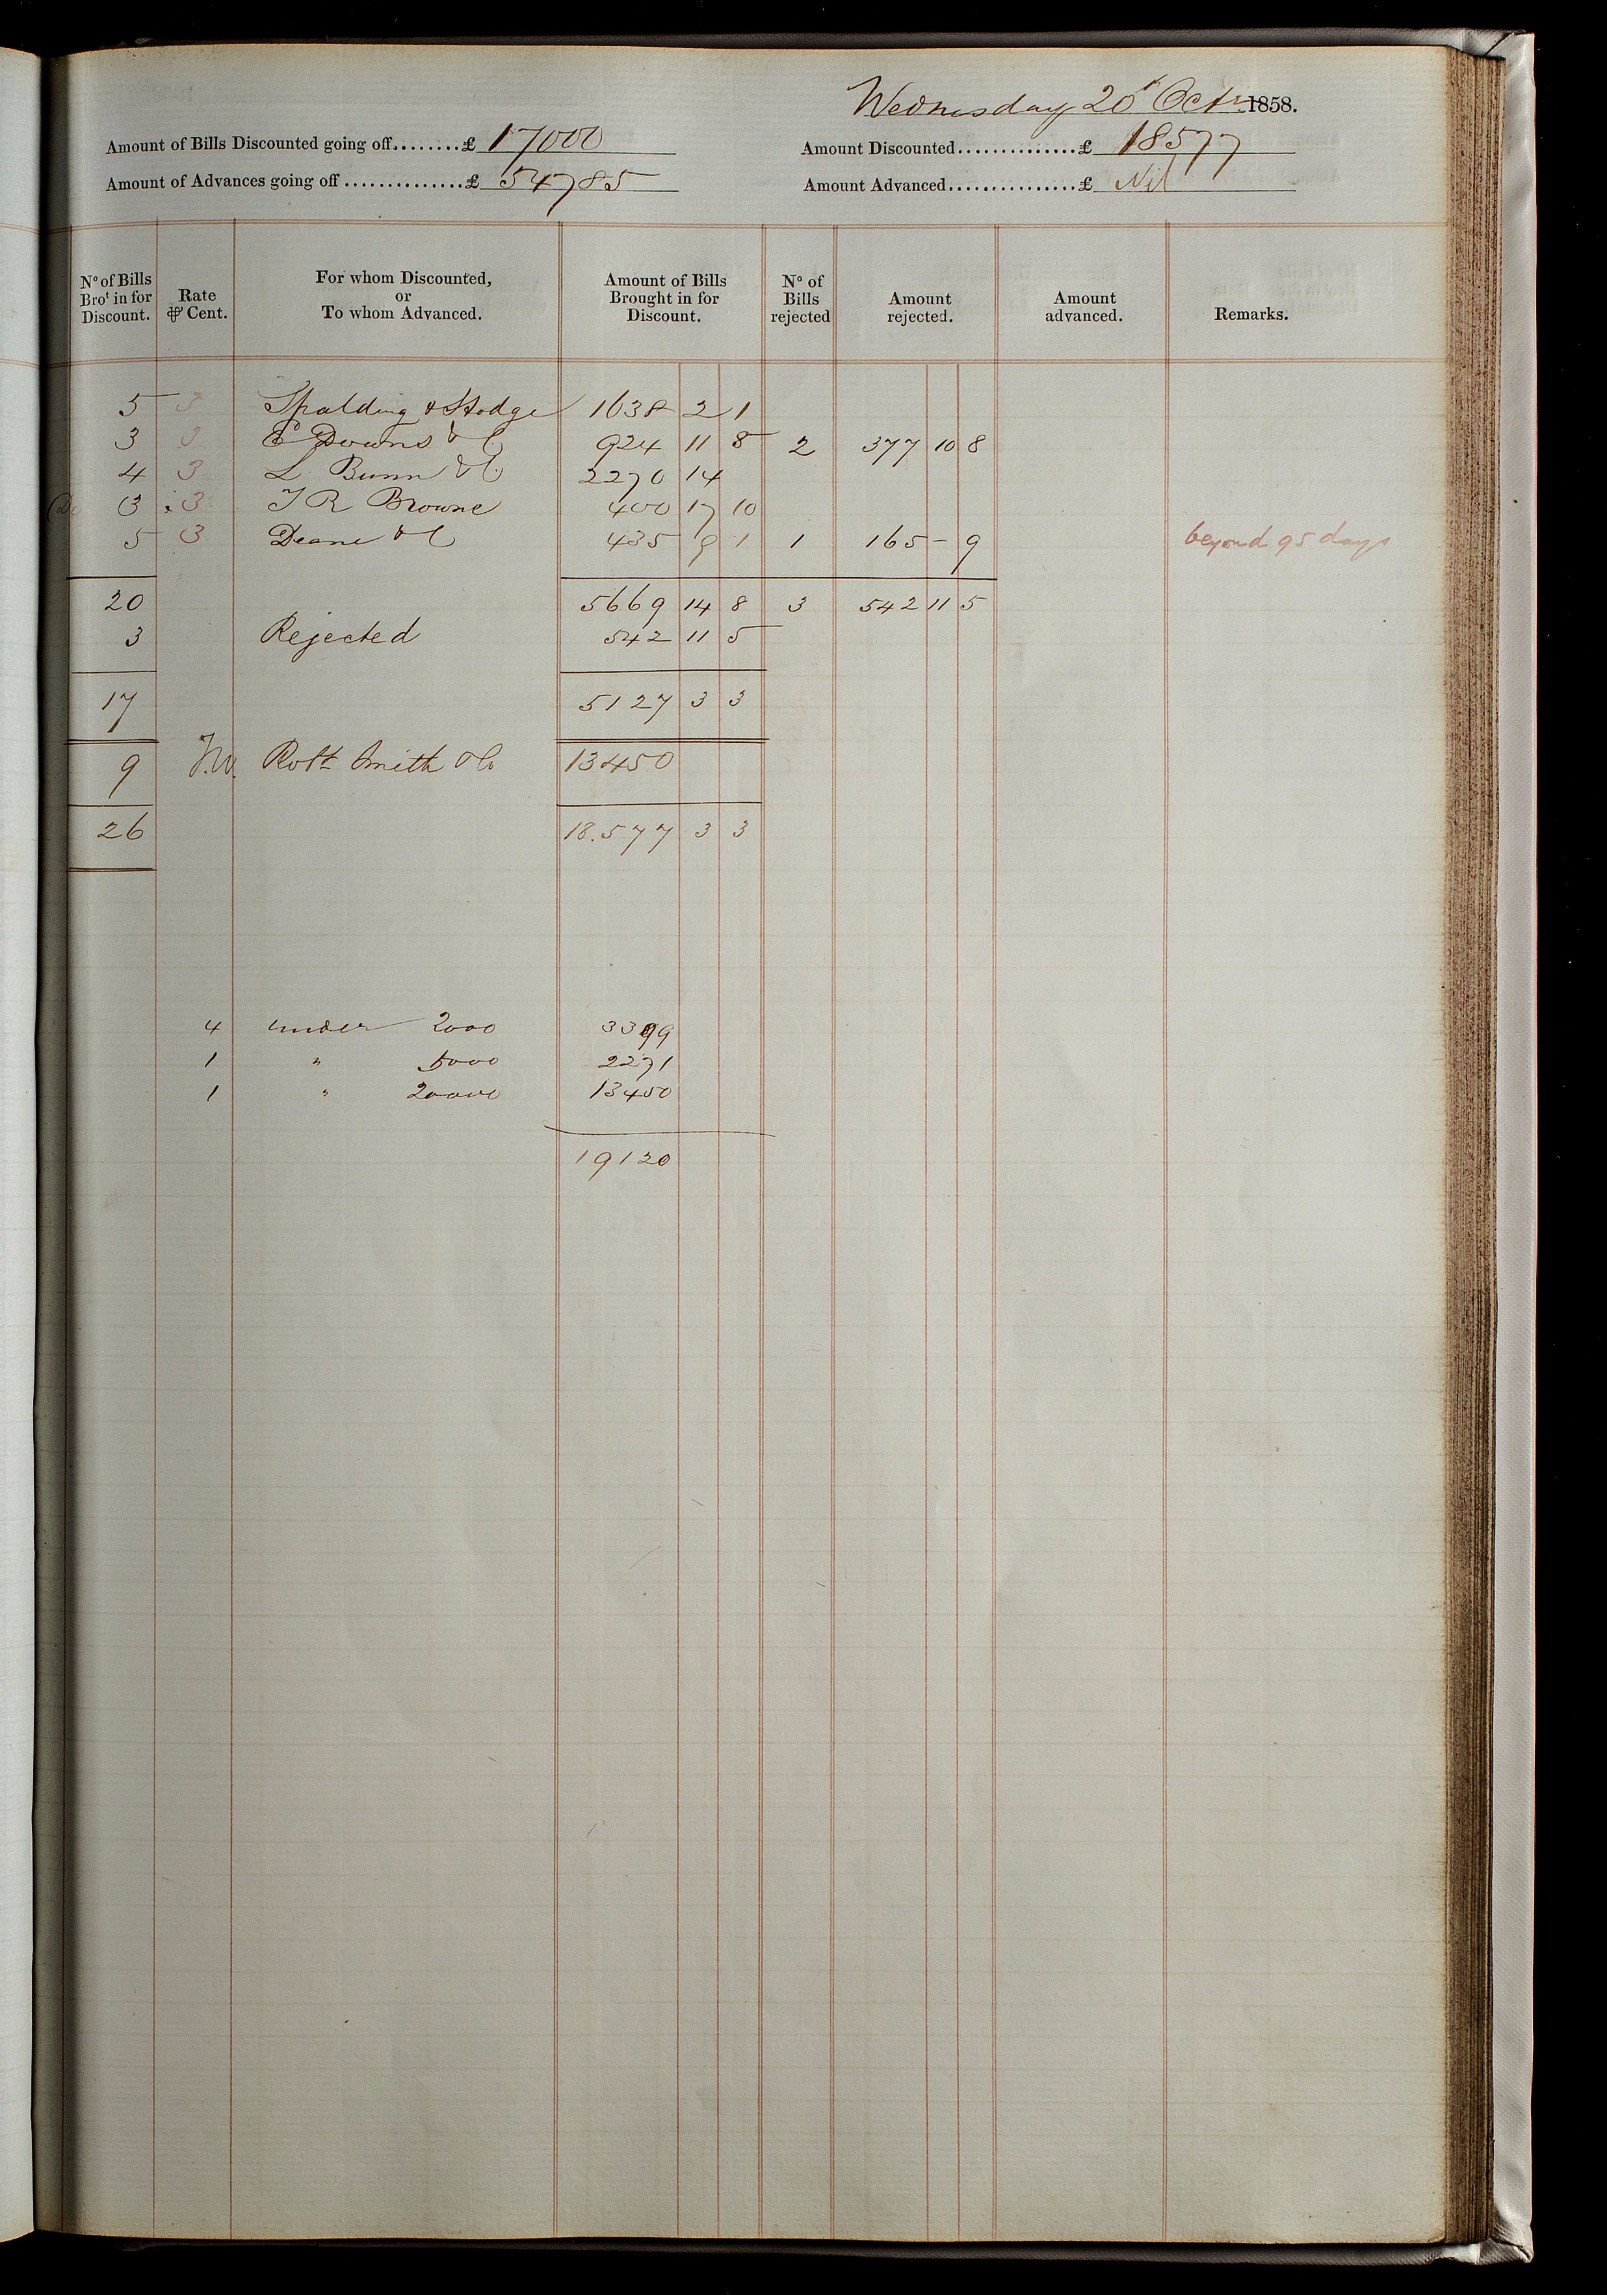 Wednesday 20 Octr 1858.
Amount of Bills Discounted going off........£ 17000
Amount Discounted..............£ 18577
Amount of Advances going off..............£ 54785
Amount Advanced...............£ Nil
No of Bills Brot in for Discount.
Rate ⅌ Cent.
For whom Discounted, or To whom Advanced.
Amount of Bills Brought in for Discount.
No of Bills rejected
Amount rejected.
Amount advanced.
Remarks.
5 3 Spalding & Hodge 1638 2 1
3 3 E Downs & Co 924 11 8 2 377 10 8
4 3 L Bunn & Co 2270 14
3 3 T R Browne 400 17 10
5 3 Deane & Co 435 9 1 1 165 - 9 beyond 95 days
20 5669 14 8 3 542 11 5
3 Rejected 542 11 5
17 5127 3 3
9 Robt Smith & Co 13450
26 18.577 3 3
4 under 2000 3399
1 " 5000 2271
1 " 20000 13450
19120